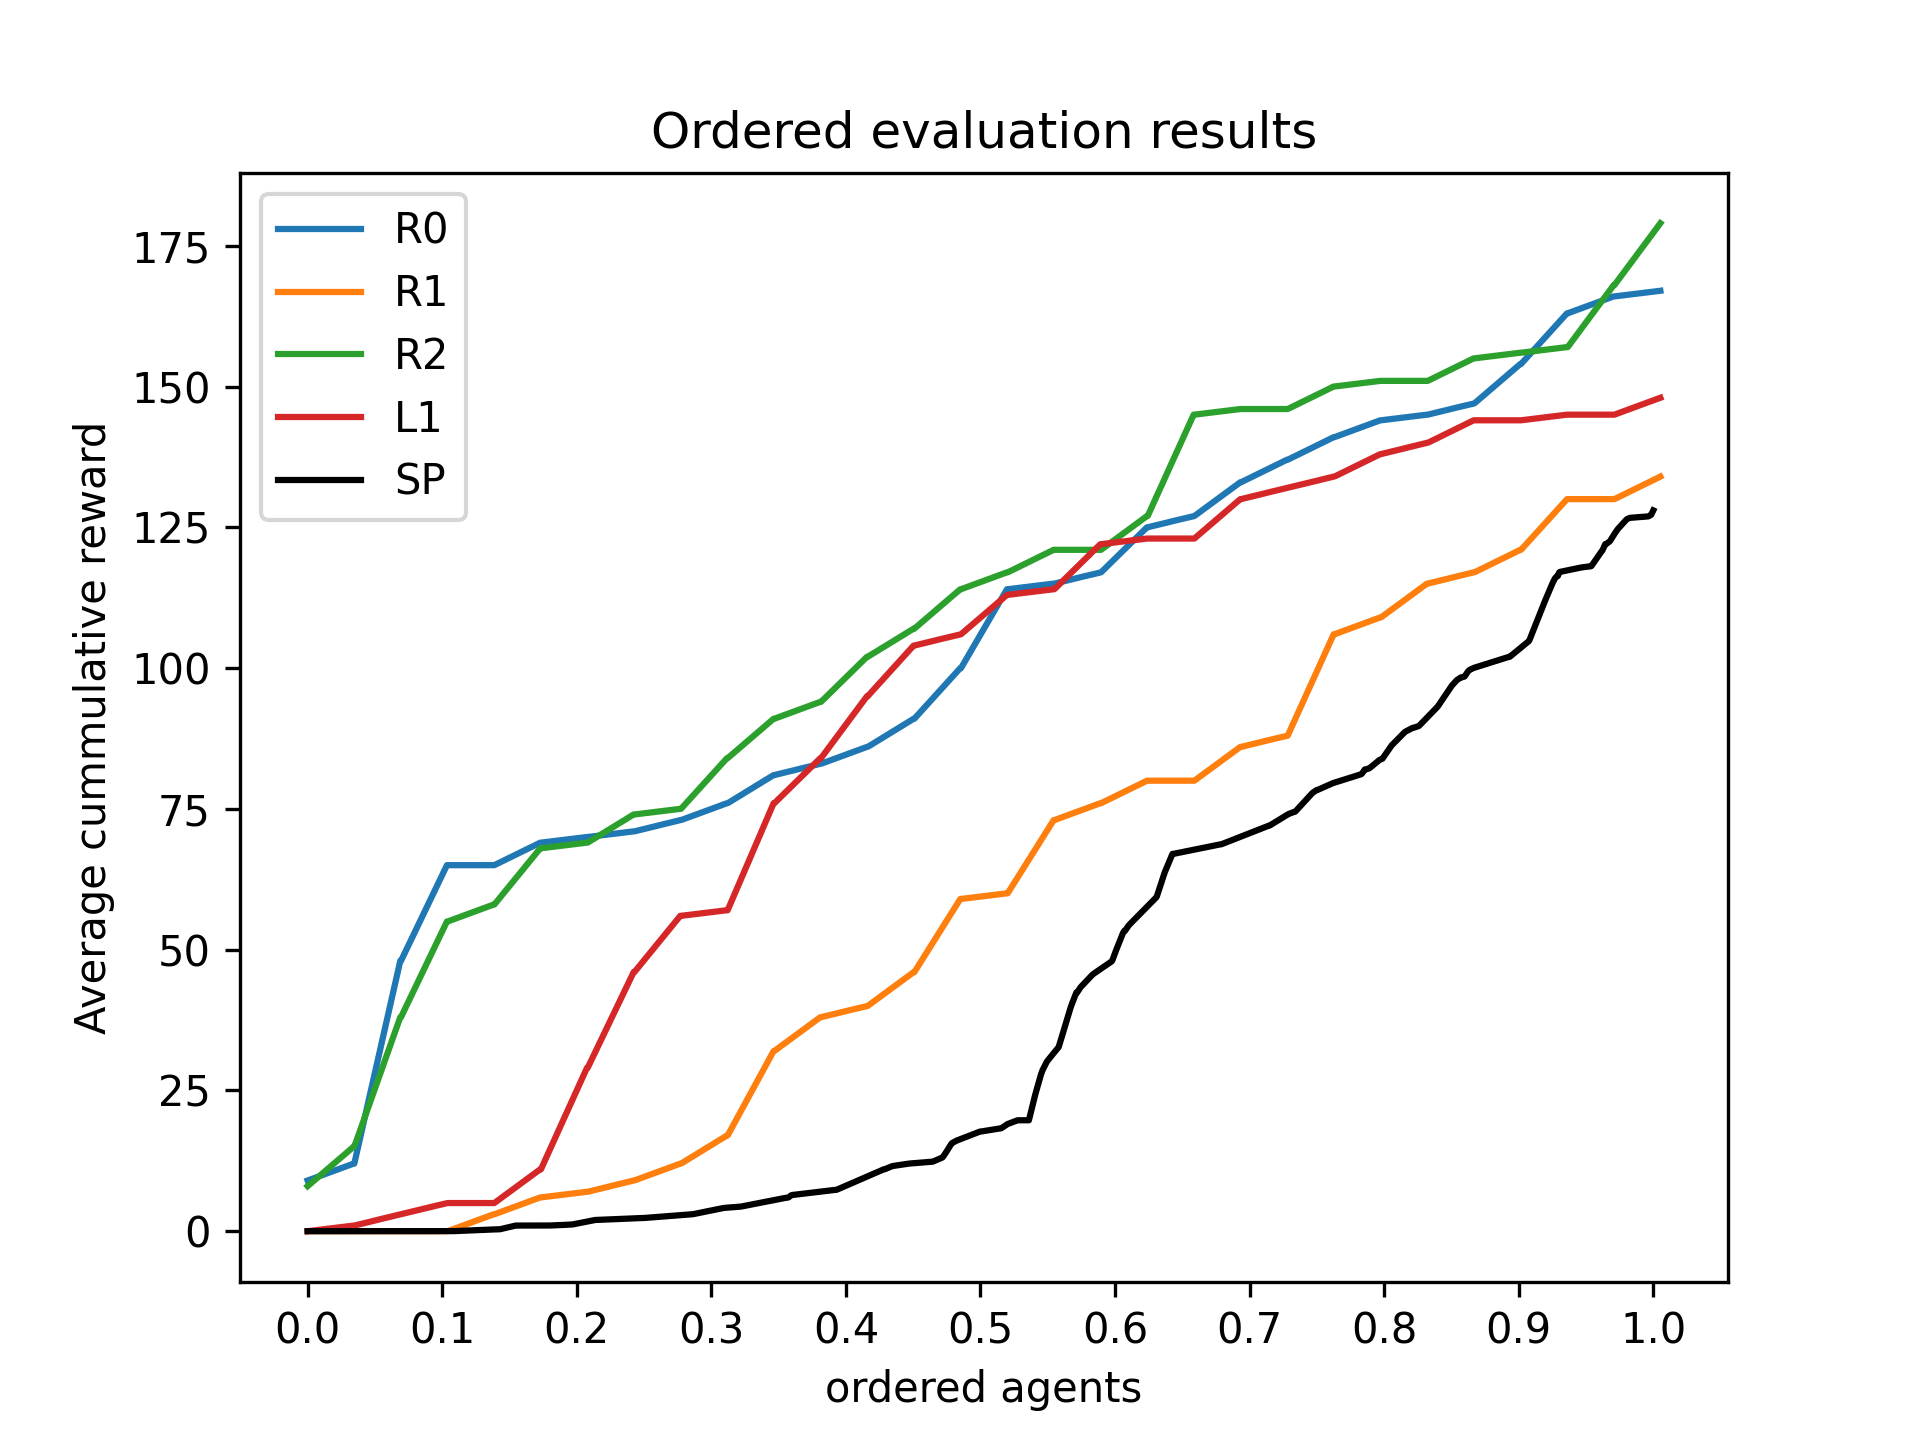 Ordered evaluation results
R0
R1
R2
L1
SP
Average cummulative reward
175
150
125
100
75
50
25
0
0.0 0.1 0.2 0.3 0.4 0.5 0.6 0.7 0.8 0.9 1.0
ordered agents